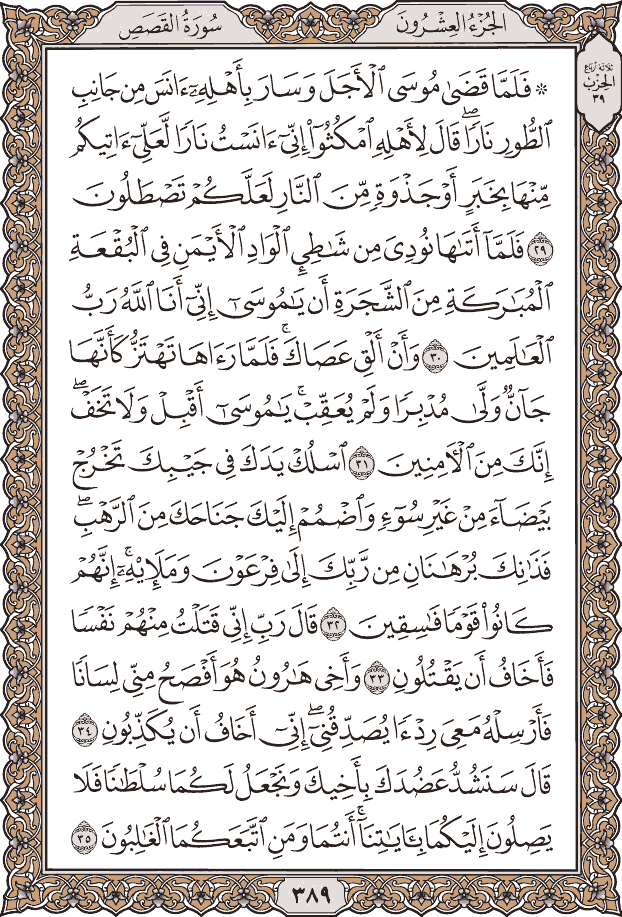 سُورَةُ القَصَصِ
الجُزْءُ العِشْرُونَ
ثلاثة أرباع
الحِزْبِ
٣٩
۞ فَلَمَّا قَضَىٰ مُوسَى ٱلْأَجَلَ وَسَارَ بِأَهْلِهِۦٓ ءَانَسَ مِن جَانِبِ
ٱلطُّورِ نَارًاۖ قَالَ لِأَهْلِهِ ٱمْكُثُوٓا۟ إِنِّىٓ ءَانَسْتُ نَارًا لَّعَلِّىٓ ءَاتِيكُم
مِّنْهَا بِخَبَرٍ أَوْ جَذْوَةٍ مِّنَ ٱلنَّارِ لَعَلَّكُمْ تَصْطَلُونَ
٢٩ فَلَمَّآ أَتَىٰهَا نُودِىَ مِن شَٰطِئِ ٱلْوَادِ ٱلْأَيْمَنِ فِى ٱلْبُقْعَةِ
ٱلْمُبَٰرَكَةِ مِنَ ٱلشَّجَرَةِ أَن يَٰمُوسَىٰٓ إِنِّىٓ أَنَا ٱللَّهُ رَبُّ
ٱلْعَٰلَمِينَ ٣٠ وَأَنْ أَلْقِ عَصَاكَۚ فَلَمَّا رَءَاهَا تَهْتَزُّ كَأَنَّهَا
جَآنٌّ وَلَّىٰ مُدْبِرًا وَلَمْ يُعَقِّبْۚ يَٰمُوسَىٰٓ أَقْبِلْ وَلَا تَخَفْۖ
إِنَّكَ مِنَ ٱلْءَامِنِينَ ٣١ ٱسْلُكْ يَدَكَ فِى جَيْبِكَ تَخْرُجْ
بَيْضَآءَ مِنْ غَيْرِ سُوٓءٍ وَٱضْمُمْ إِلَيْكَ جَنَاحَكَ مِنَ ٱلرَّهْبِۖ
فَذَٰنِكَ بُرْهَٰنَانِ مِن رَّبِّكَ إِلَىٰ فِرْعَوْنَ وَمَلَإِي۟هِۦٓۚ إِنَّهُمْ
كَانُوا۟ قَوْمًا فَٰسِقِينَ ٣٢ قَالَ رَبِّ إِنِّى قَتَلْتُ مِنْهُمْ نَفْسًا
فَأَخَافُ أَن يَقْتُلُونِ ٣٣ وَأَخِى هَٰرُونُ هُوَ أَفْصَحُ مِنِّى لِسَانًا
فَأَرْسِلْهُ مَعِىَ رِدْءًا يُصَدِّقُنِىٓۖ إِنِّىٓ أَخَافُ أَن يُكَذِّبُونِ ٣٤
قَالَ سَنَشُدُّ عَضُدَكَ بِأَخِيكَ وَنَجْعَلُ لَكُمَا سُلْطَٰنًا فَلَا
يَصِلُونَ إِلَيْكُمَا بِـَٔايَٰتِنَآۚ أَنتُمَا وَمَنِ ٱتَّبَعَكُمَا ٱلْغَٰلِبُونَ ٣٥
٣٨٩